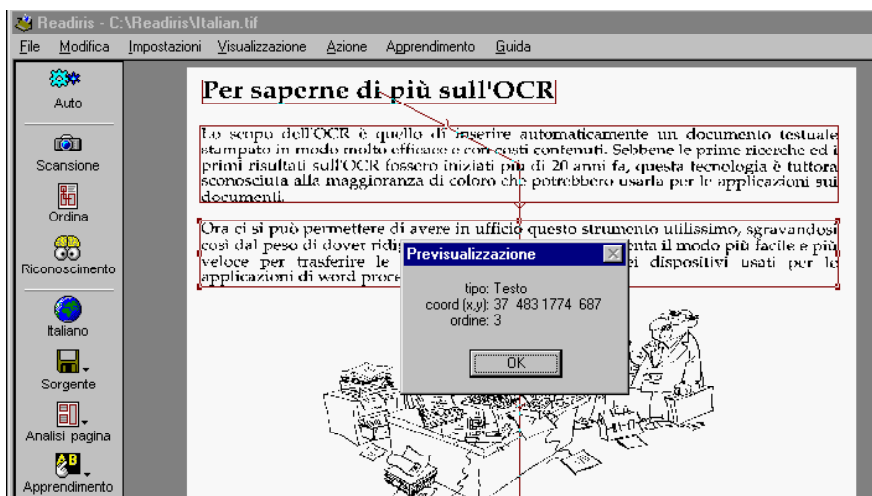 Readiris - C:\Readiris\Italian.tif
File Modifica Impostazioni Visualizzazione Azione Apprendimento Guida
Auto
Scansione
Ordina
Riconoscimento
Italiano
Sorgente
Analisi pagina
Apprendimento
Per saperne di più sull'OCR
Lo scopo dell'OCR è quello di inserire automaticamente un documento testuale
stampato in modo molto efficace e con costi contenuti. Sebbene le prime ricerche ed i
primi risultati sull'OCR fossero iniziati più di 20 anni fa, questa tecnologia è tuttora
sconosciuta alla maggioranza di coloro che potrebbero usarla per le applicazioni sui
documenti.
Ora ci si può permettere di avere in ufficio questo strumento utilissimo, sgravandosi
così dal peso di dover enta il modo più facile e più
veloce per trasferire le ei dispositivi usati per le
applicazioni di word proce
Previsualizzazione
tipo: Testo
coord (x,y): 37 483 1774 687
ordine: 3
OK